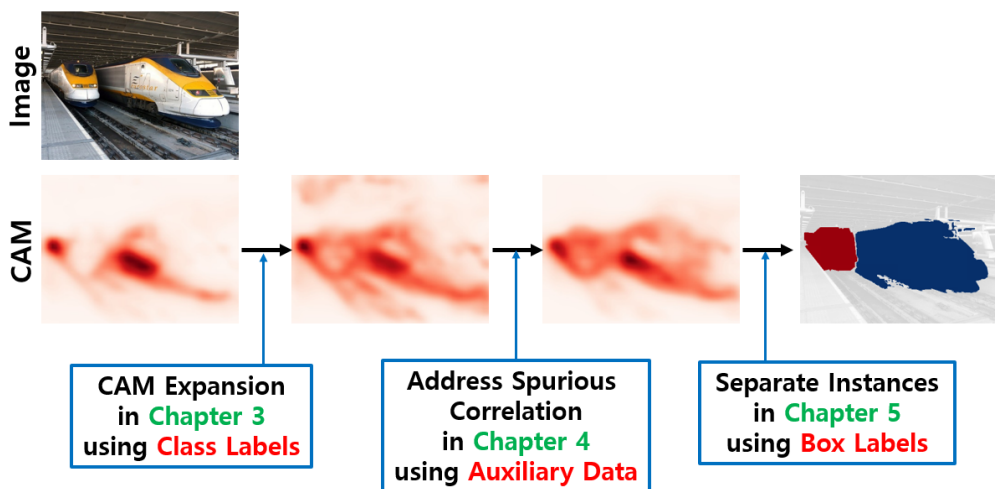 Image
CAM
CAM Expansion
in Chapter 3
using Class Labels
Address Spurious
Correlation
in Chapter 4
using Auxiliary Data
Separate Instances
in Chapter 5
using Box Labels